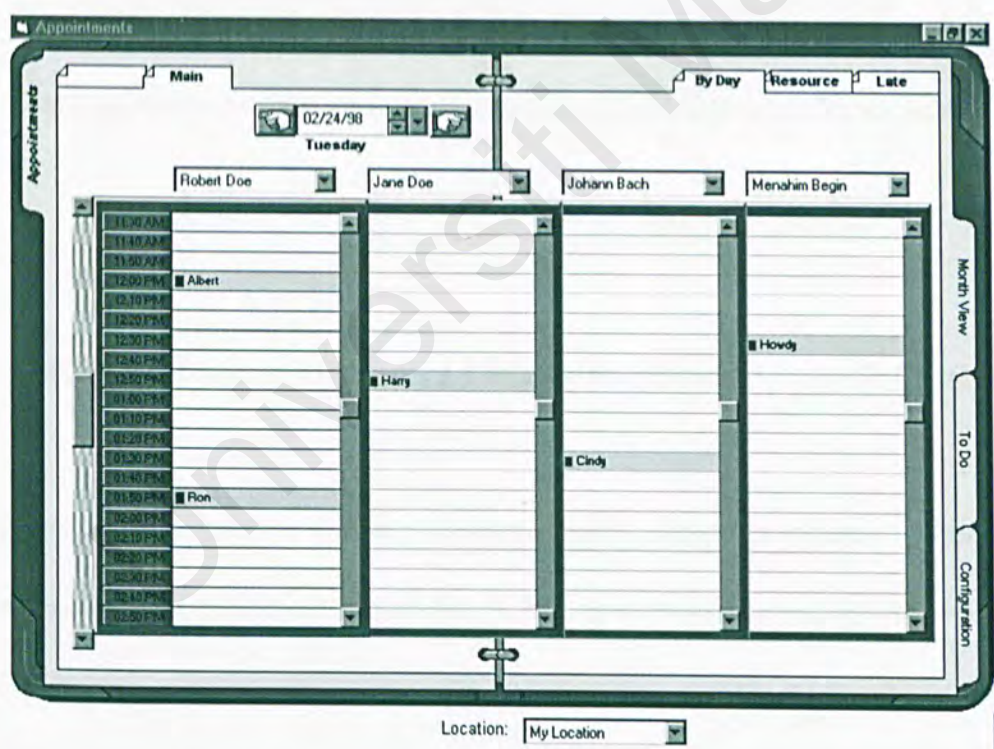 Appointments
Appointments
Main
By Day
Resource
Late
02/24/98
Tuesday
Robert Doe
Jane Doe
Johann Bach
Menahim Begin
11:30 AM
11:40 AM
11:50 AM
12:00 PM Albert
12:10 PM
12:20 PM
12:30 PM Howdy
12:40 PM
12:50 PM Harry
01:00 PM
01:10 PM
01:20 PM
01:30 PM Cindy
01:40 PM
01:50 PM Ron
02:00 PM
02:10 PM
02:20 PM
02:30 PM
02:40 PM
02:50 PM
Month View
To Do
Configuration
Location: My Location
Universiti